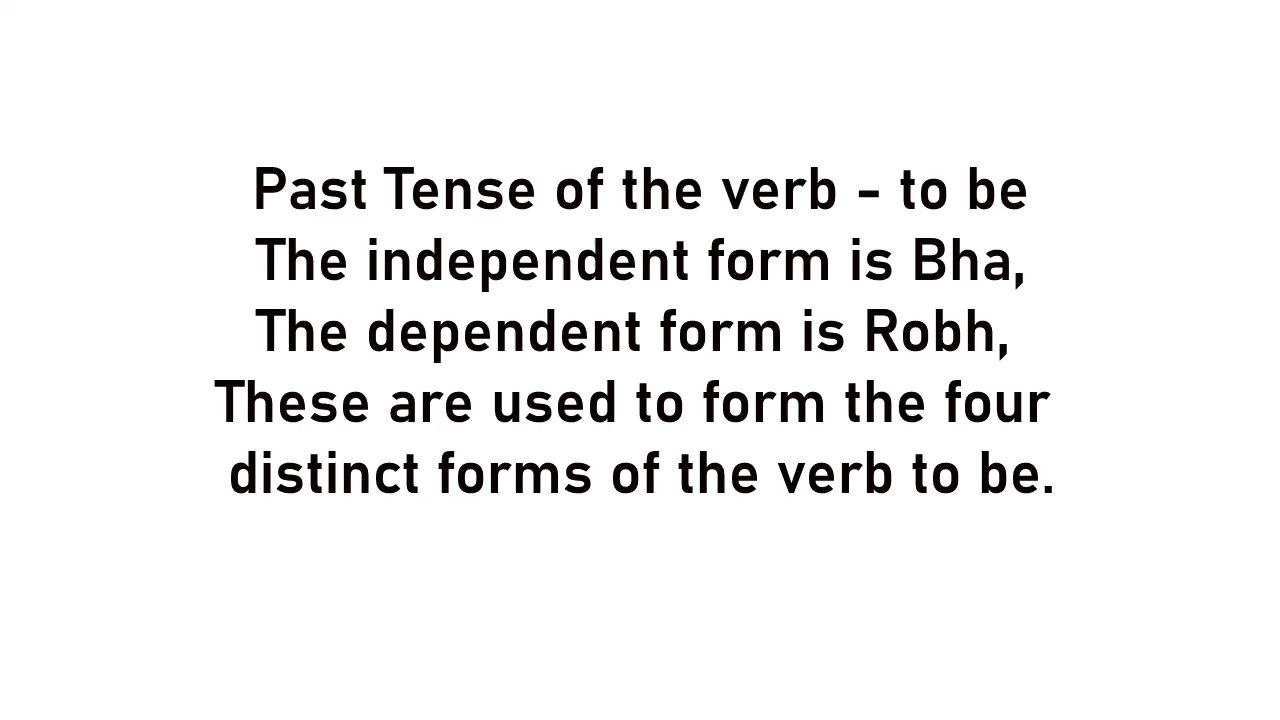 Past Tense of the verb - to be
The independent form is Bha,
The dependent form is Robh,
These are used to form the four
distinct forms of the verb to be.